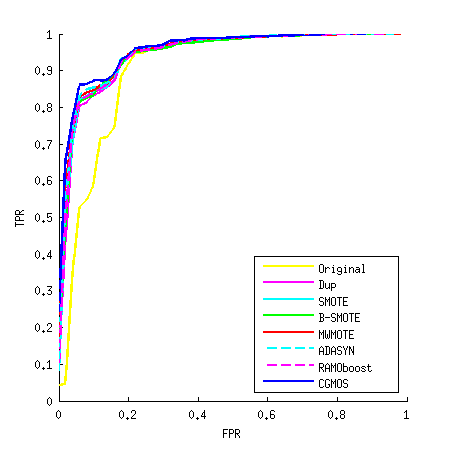 1
0.9
0.8
0.7
0.6
0.5
0.4
0.3
0.2
0.1
0
TPR
Original
Dup
SMOTE
B-SMOTE
MWMOTE
ADASYN
RAMOboost
CGMOS
0 0.2 0.4 0.6 0.8 1
FPR